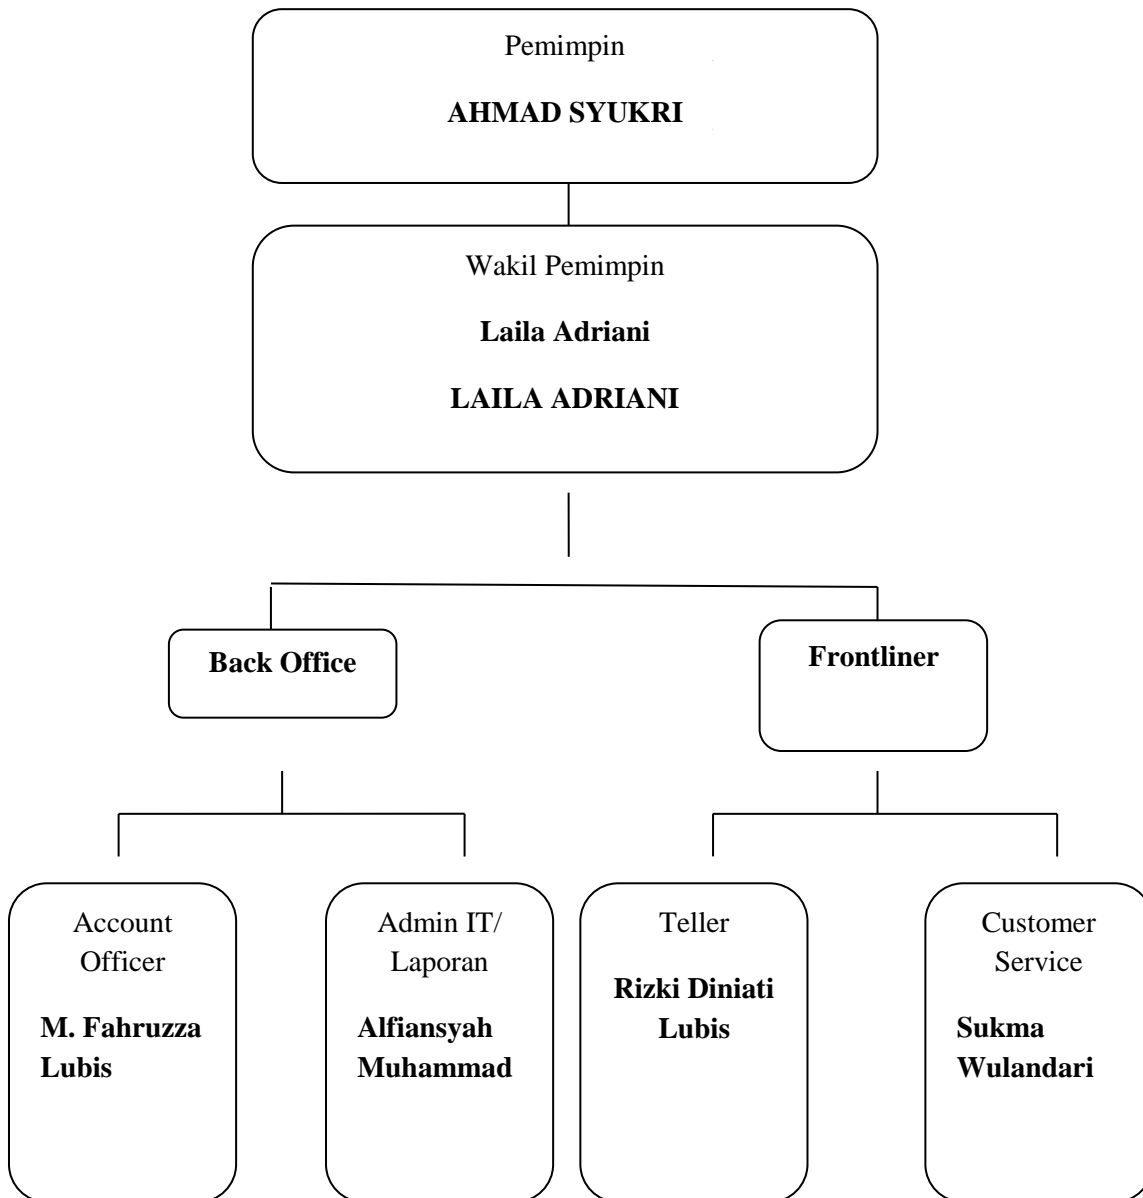 Pemimpin
AHMAD SYUKRI
Wakil Pemimpin
Laila Adriani
LAILA ADRIANI
Back Office
Frontliner
Account
Officer
M. Fahruzza
Lubis
Admin IT/
Laporan
Alfiansyah
Muhammad
Teller
Rizki Diniati
Lubis
Customer
Service
Sukma
Wulandari